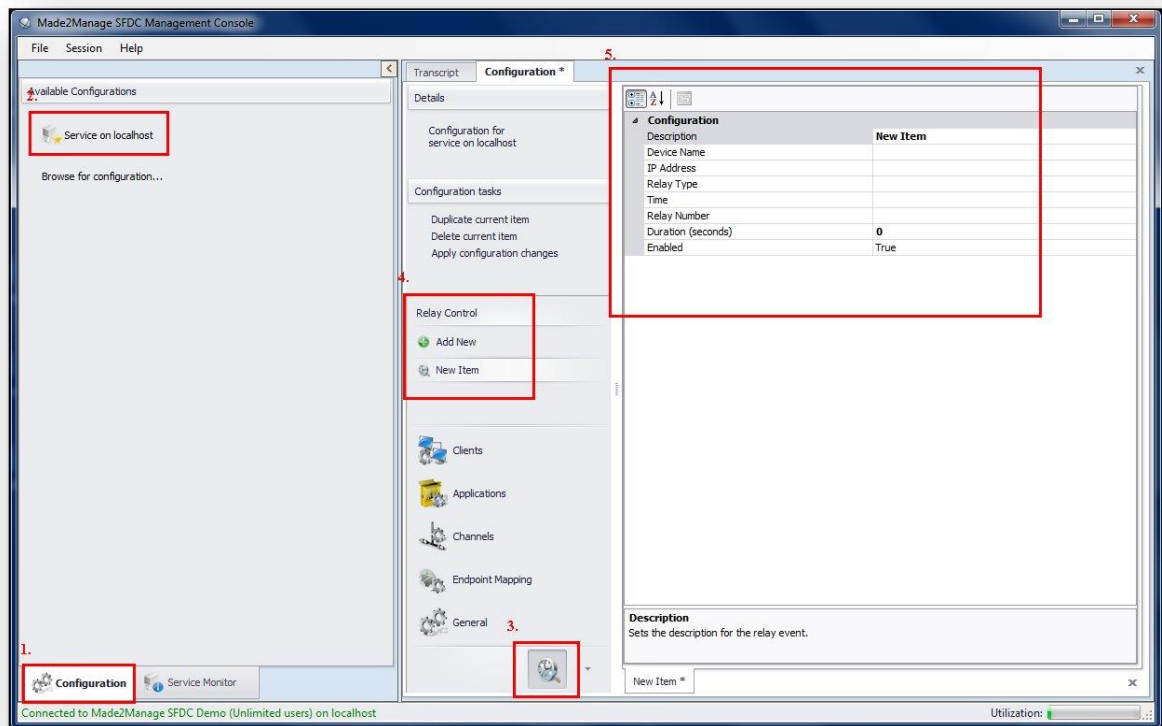 Made2Manage SFDC Management Console
File Session Help
5.
Available Configurations
2.
Service on localhost
Browse for configuration...
1.
Configuration
Service Monitor
Transcript
Configuration *
Details
Configuration for
service on localhost
Configuration tasks
Duplicate current item
Delete current item
Apply configuration changes
4.
Relay Control
Add New
New Item
Clients
Applications
Channels
Endpoint Mapping
General
3.
Configuration
Description New Item
Device Name
IP Address
Relay Type
Time
Relay Number
Duration (seconds) 0
Enabled True
Description
Sets the description for the relay event.
New Item *
Connected to Made2Manage SFDC Demo (Unlimited users) on localhost
Utilization: